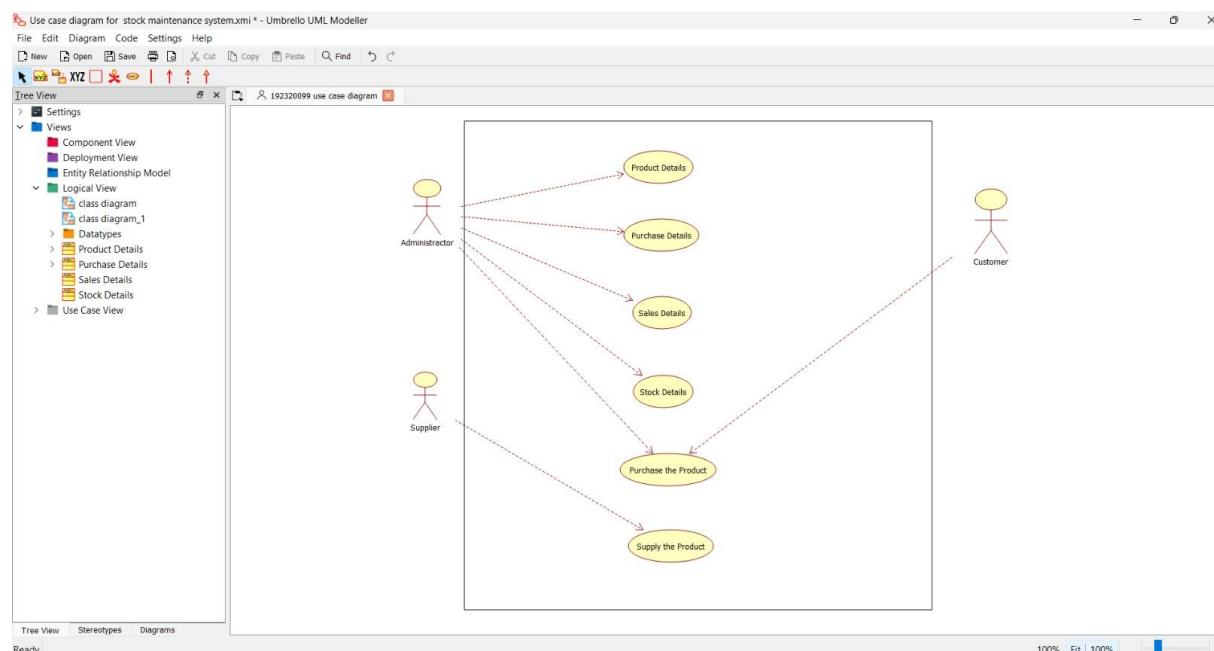 Use case diagram for stock maintenance system.xmi * - Umbrello UML Modeller
File Edit Diagram Code Settings Help
New Open Save Cut Copy Paste Find
XYZ XYZ
Tree View
192320099 use case diagram
Settings
Views
Component View
Deployment View
Entity Relationship Model
Logical View
class diagram
class diagram_1
Datatypes
Product Details
Purchase Details
Sales Details
Stock Details
Use Case View
Product Details
Purchase Details
Administractor
Customer
Sales Details
Stock Details
Supplier
Purchase the Product
Supply the Product
Tree View Stereotypes Diagrams
Ready
100% Fit 100%